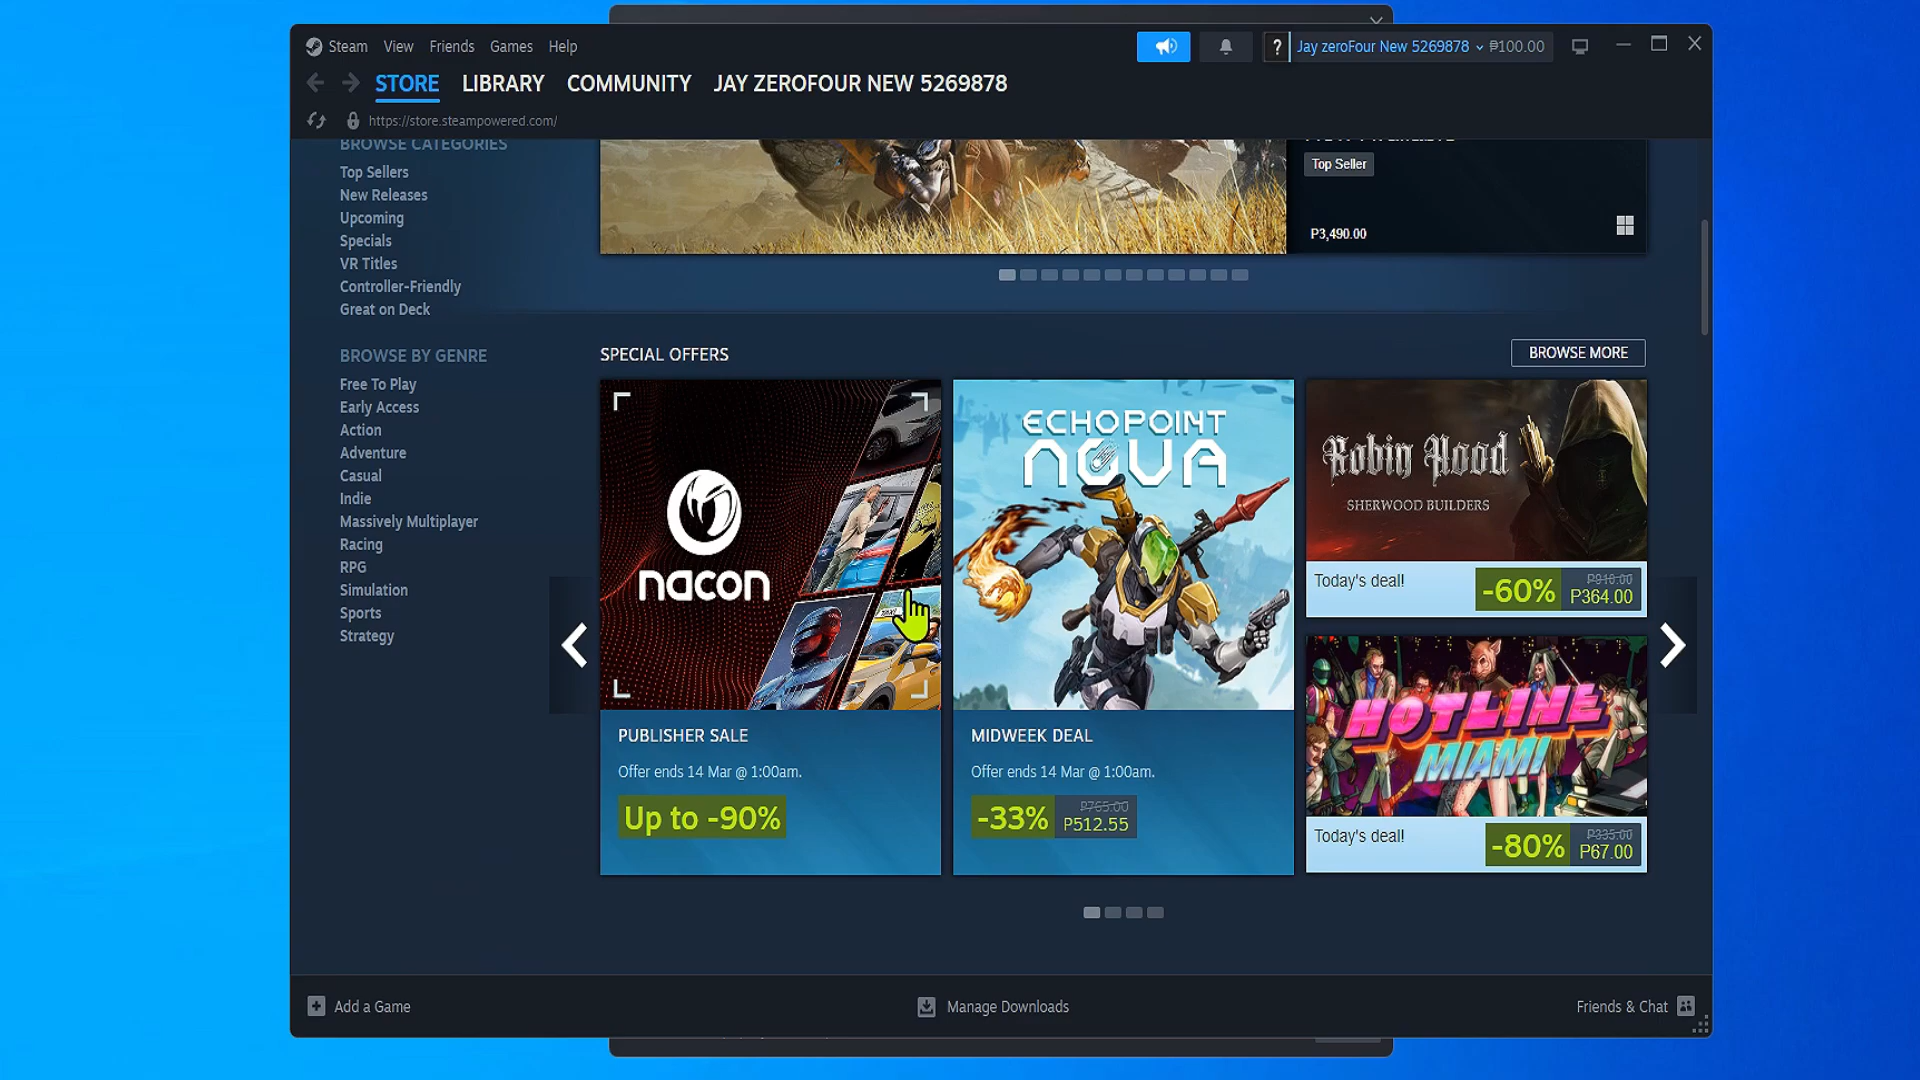 Steam View Friends Games Help
? Jay zeroFour New 5269878 ₱100.00
STORE LIBRARY COMMUNITY JAY ZEROFOUR NEW 5269878
https://store.steampowered.com/
BROWSE CATEGORIES
Top Sellers
New Releases
Upcoming
Specials
VR Titles
Controller-Friendly
Great on Deck
BROWSE BY GENRE
Free To Play
Early Access
Action
Adventure
Casual
Indie
Massively Multiplayer
Racing
RPG
Simulation
Sports
Strategy
Top Seller
P3,490.00
SPECIAL OFFERS
BROWSE MORE
nacon
PUBLISHER SALE
Offer ends 14 Mar @ 1:00am.
Up to -90%
ECHOPOINT
NOVA
MIDWEEK DEAL
Offer ends 14 Mar @ 1:00am.
-33% P765.00
P512.55
Robin Hood
SHERWOOD BUILDERS
Today's deal!
-60% P910.00
P364.00
HOTLINE
MIAMI
Today's deal!
-80% P335.00
P67.00
Add a Game
Manage Downloads
Friends & Chat